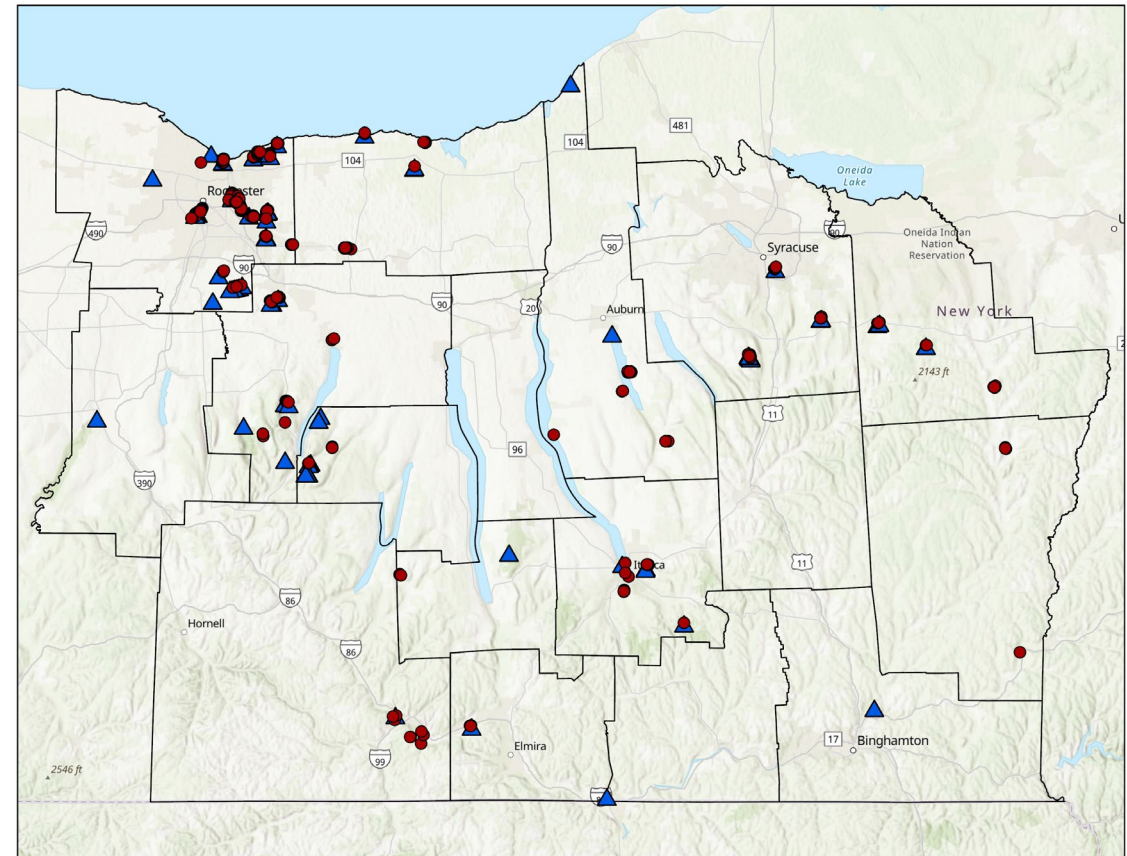 481
104
104
Oneida
Lake
Rochester
490
90
Oneida Indian
Nation
Reservation
90
Syracuse
90
90
20
Auburn
New York
2143 ft
11
96
390
Ithaca
11
86
Hornell
86
17
Binghamton
Elmira
99
2546 ft